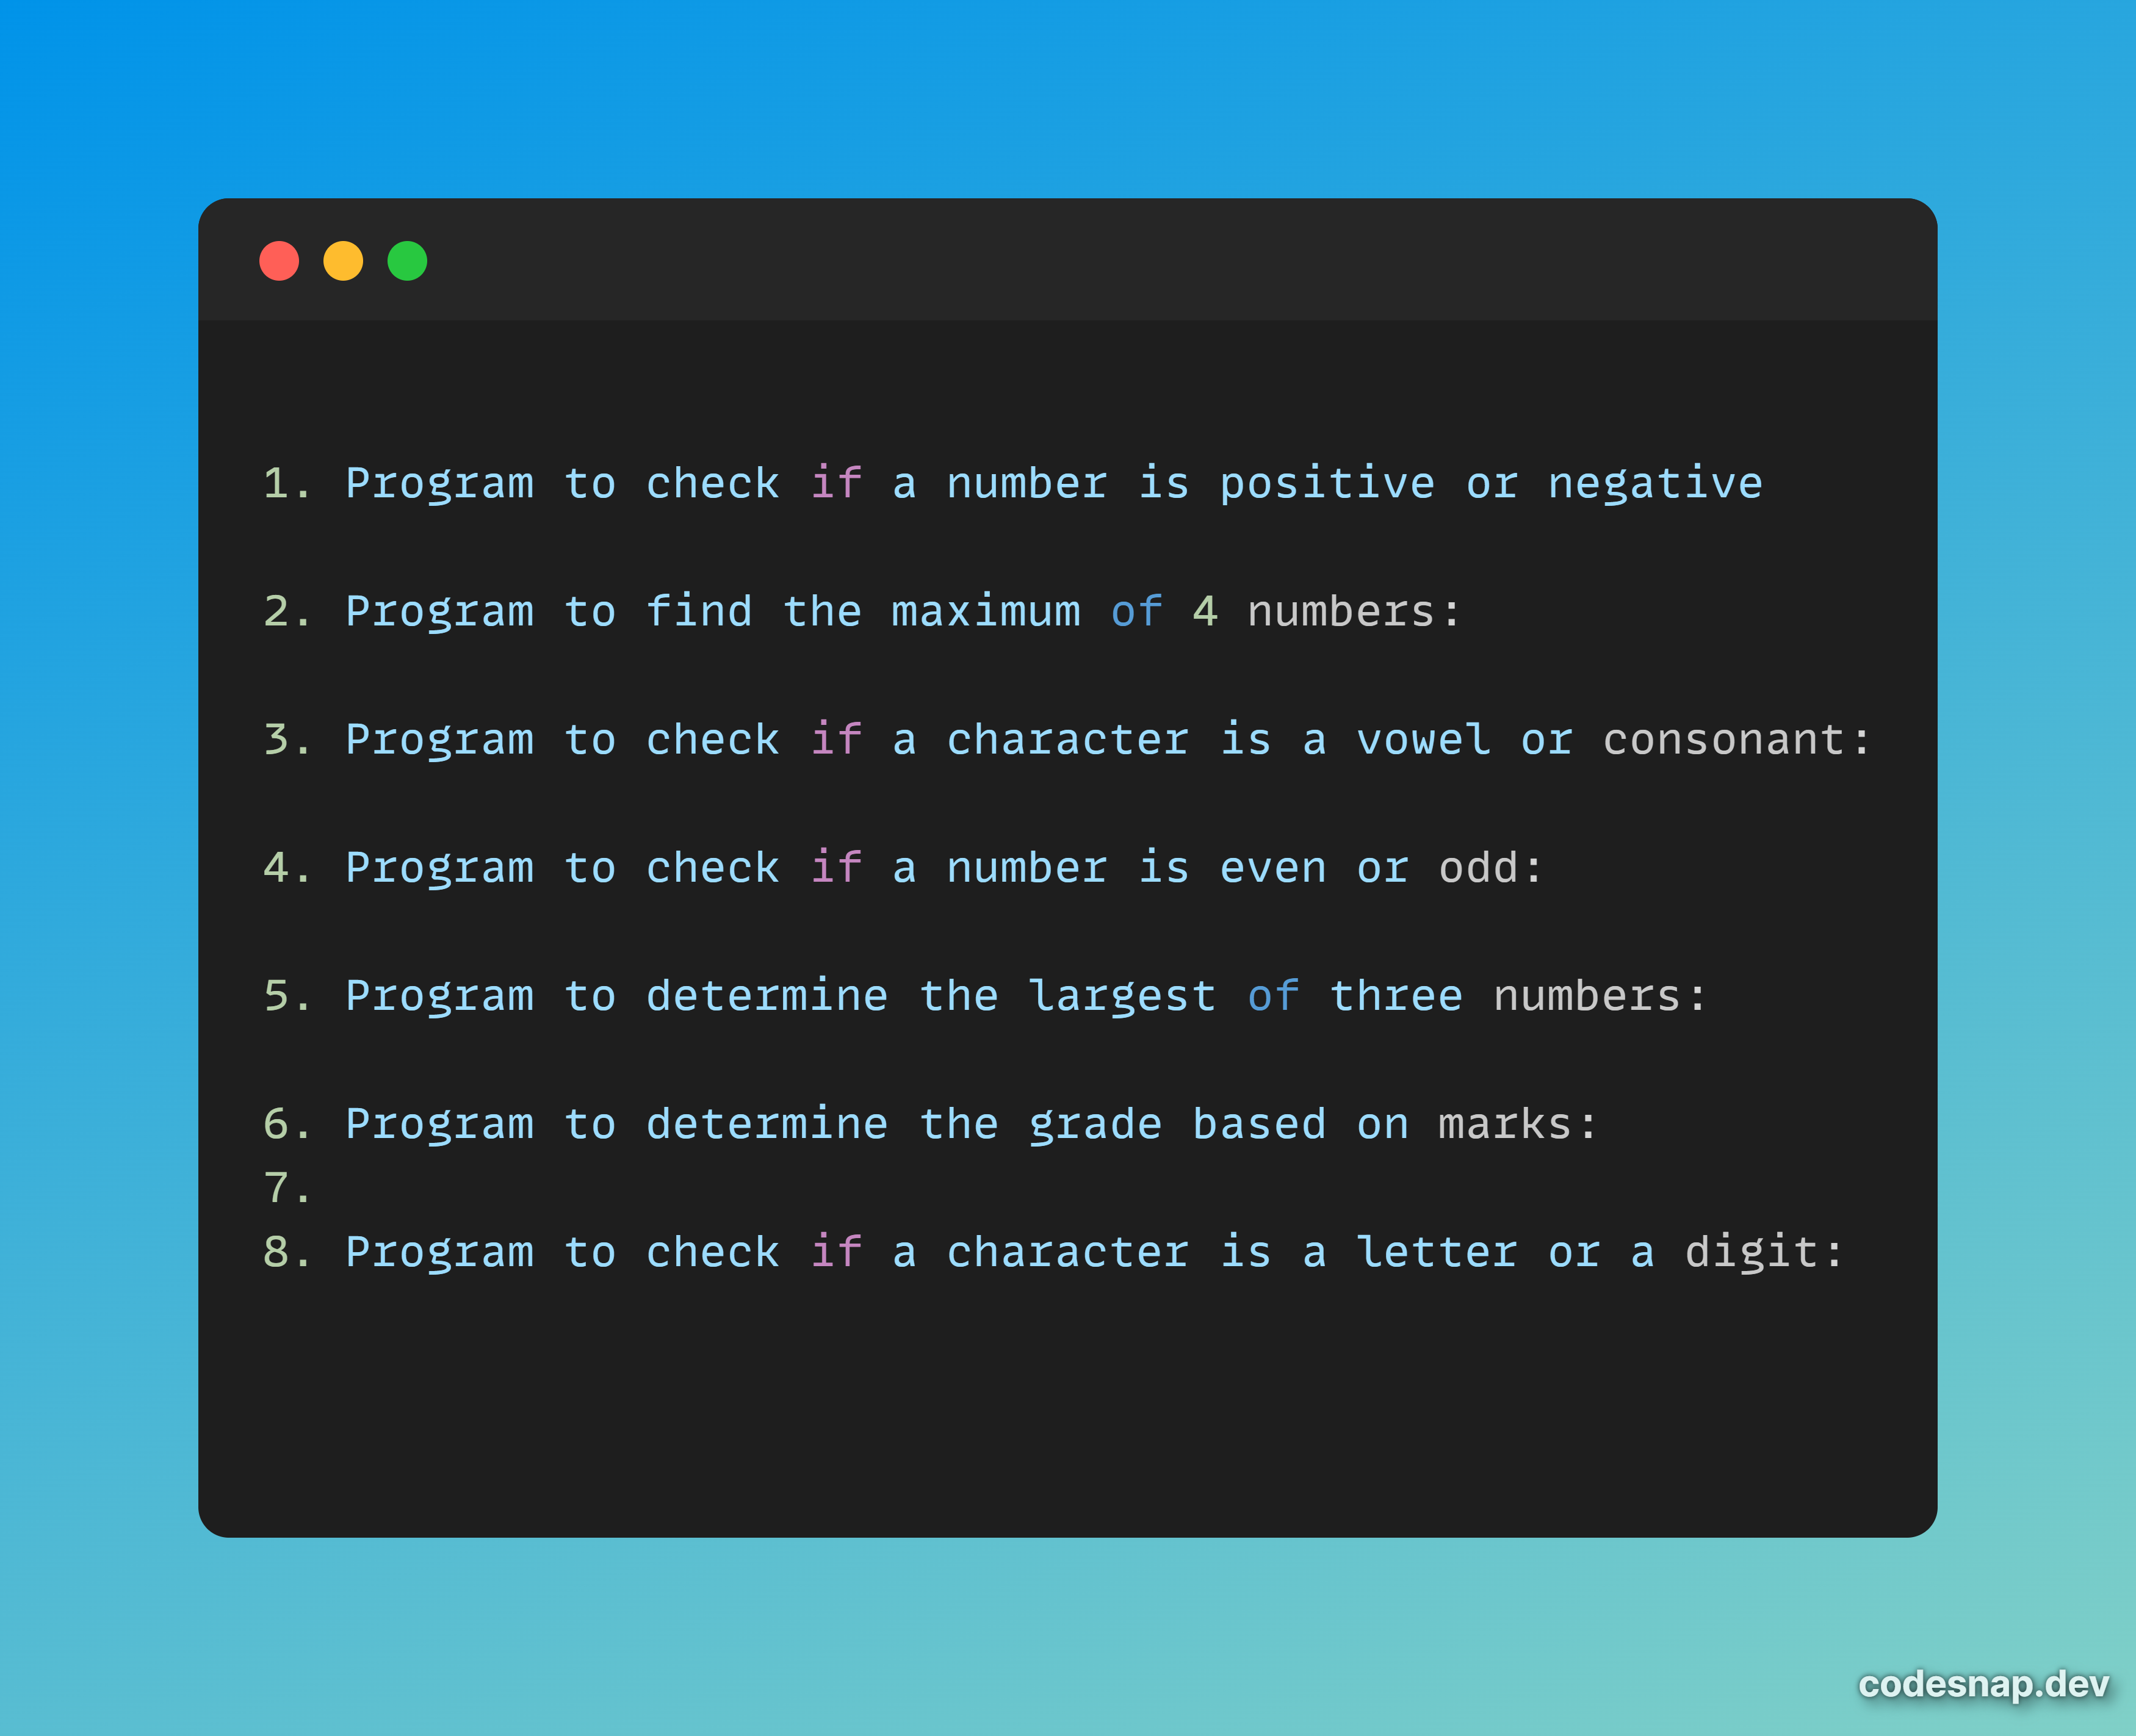 1. Program to check if a number is positive or negative
2. Program to find the maximum of 4 numbers:
3. Program to check if a character is a vowel or consonant:
4. Program to check if a number is even or odd:
5. Program to determine the largest of three numbers:
6. Program to determine the grade based on marks:
7.
8. Program to check if a character is a letter or a digit:
codesnap.dev